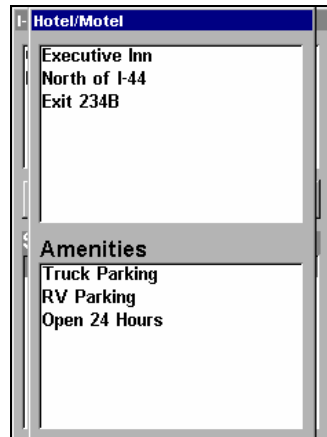 I-
Hotel/Motel
Executive Inn
North of I-44
Exit 234B
Amenities
Truck Parking
RV Parking
Open 24 Hours